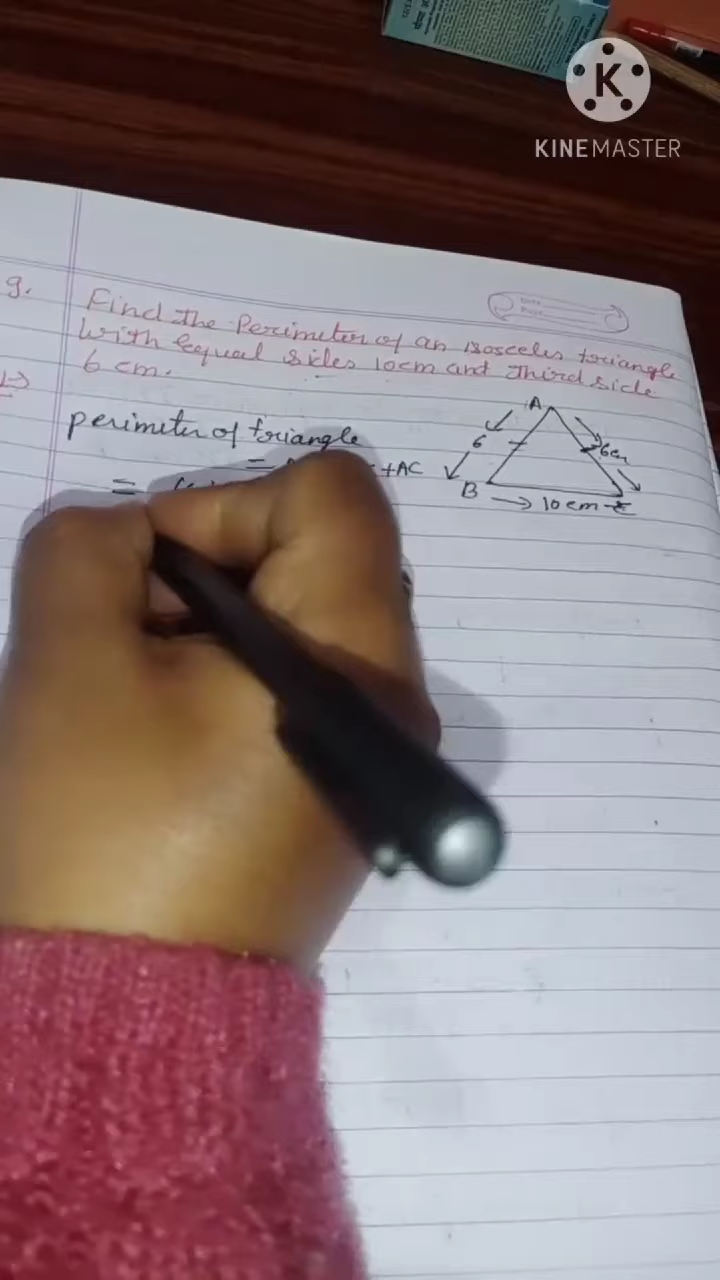 K
KINEMASTER
9. Find the Perimeter of an isosceles triangle
with equal sides 10cm and third side
6 cm.
perimeter of triangle
= +AC
=
A
6
6cm
B
10 cm